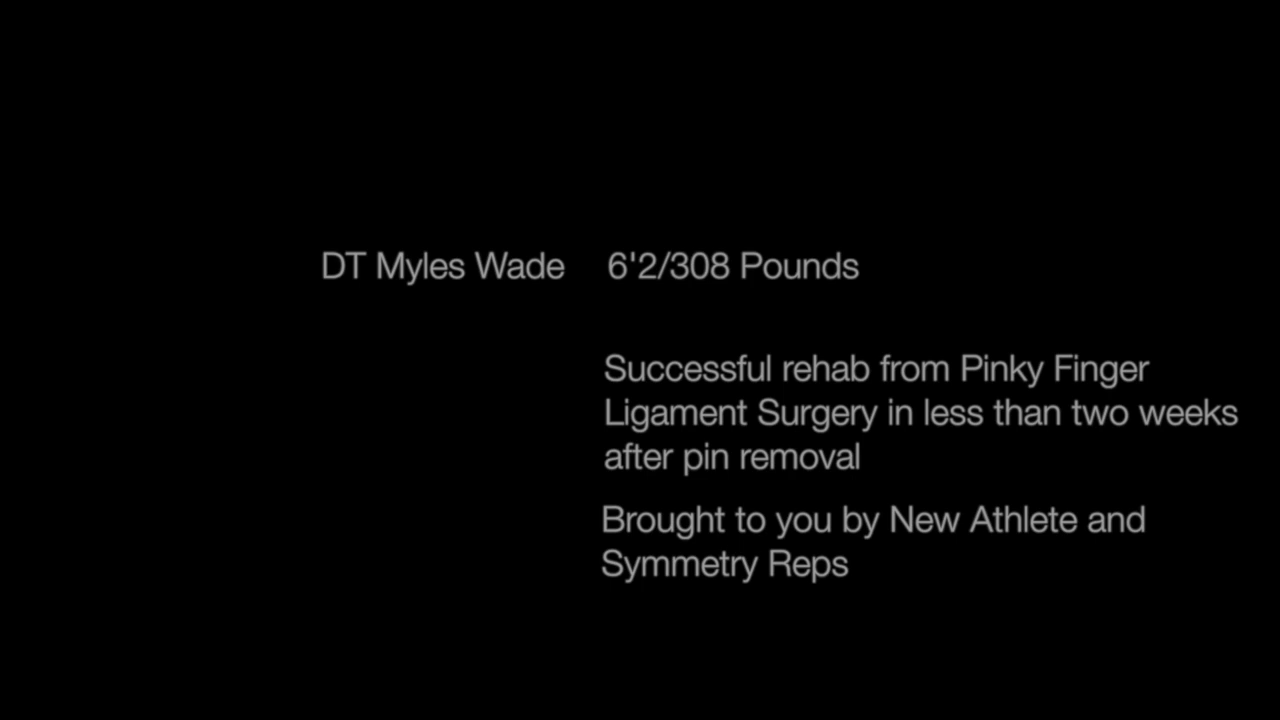 DT Myles Wade 6'2/308 Pounds
Successful rehab from Pinky Finger
Ligament Surgery in less than two weeks
after pin removal
Brought to you by New Athlete and
Symmetry Reps